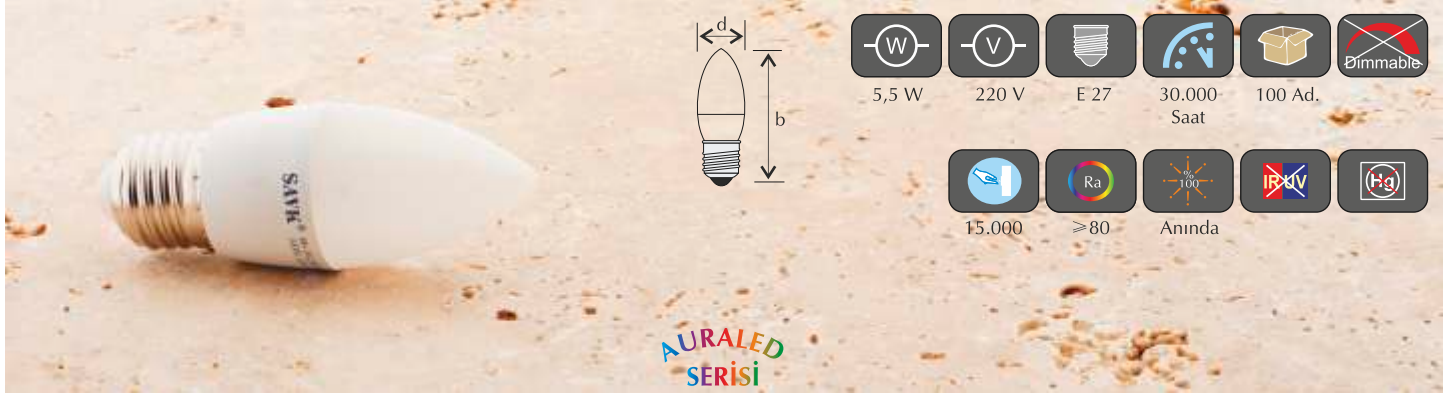 d
b
W
V
Dimmable
5,5 W
220 V
E 27
30.000
Saat
100 Ad.
Ra
%
100
IR UV
Hg
15.000
≥80
Anında
SAVK
AURALED
SERİSİ